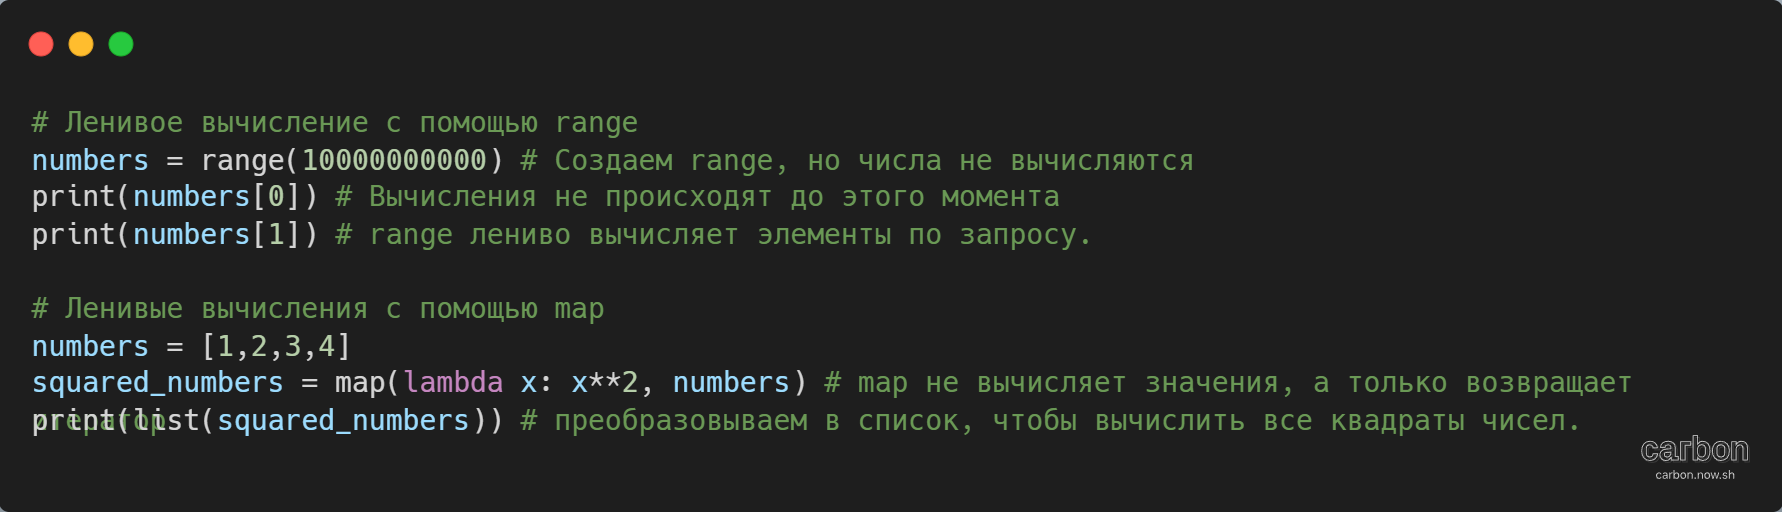 # Ленивое вычисление с помощью range
numbers = range(10000000000) # Создаем range, но числа не вычисляются
print(numbers[0]) # Вычисления не происходят до этого момента
print(numbers[1]) # range лениво вычисляет элементы по запросу.
# Ленивые вычисления с помощью map
numbers = [1,2,3,4]
squared_numbers = map(lambda x: x**2, numbers) # map не вычисляет значения, а только возвращает
итератор
print(list(squared_numbers)) # преобразовываем в список, чтобы вычислить все квадраты чисел.
carbon
carbon.now.sh